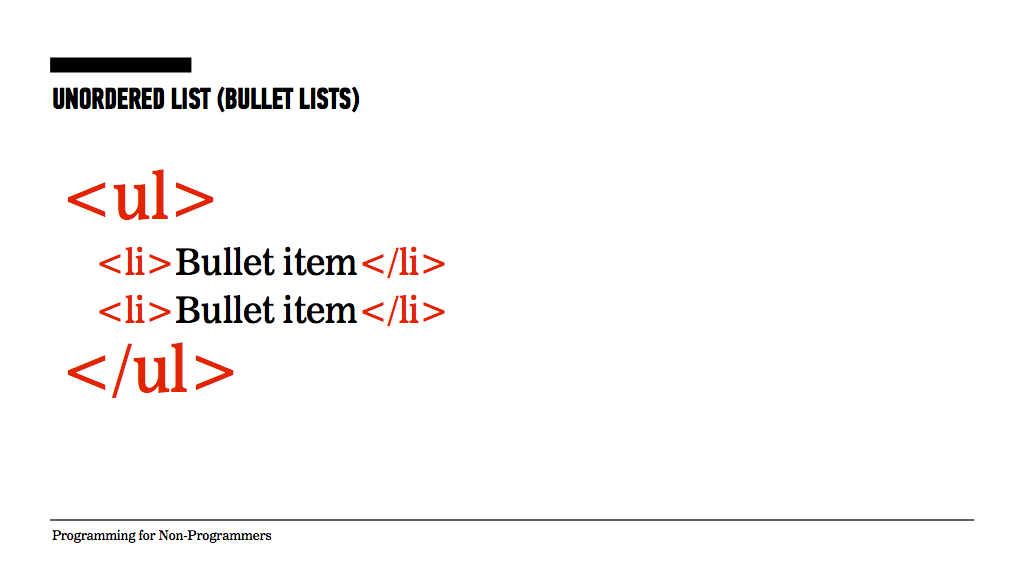 UNORDERED LIST (BULLET LISTS)
<ul>
<li>Bullet item</li>
<li>Bullet item</li>
</ul>
Programming for Non-Programmers